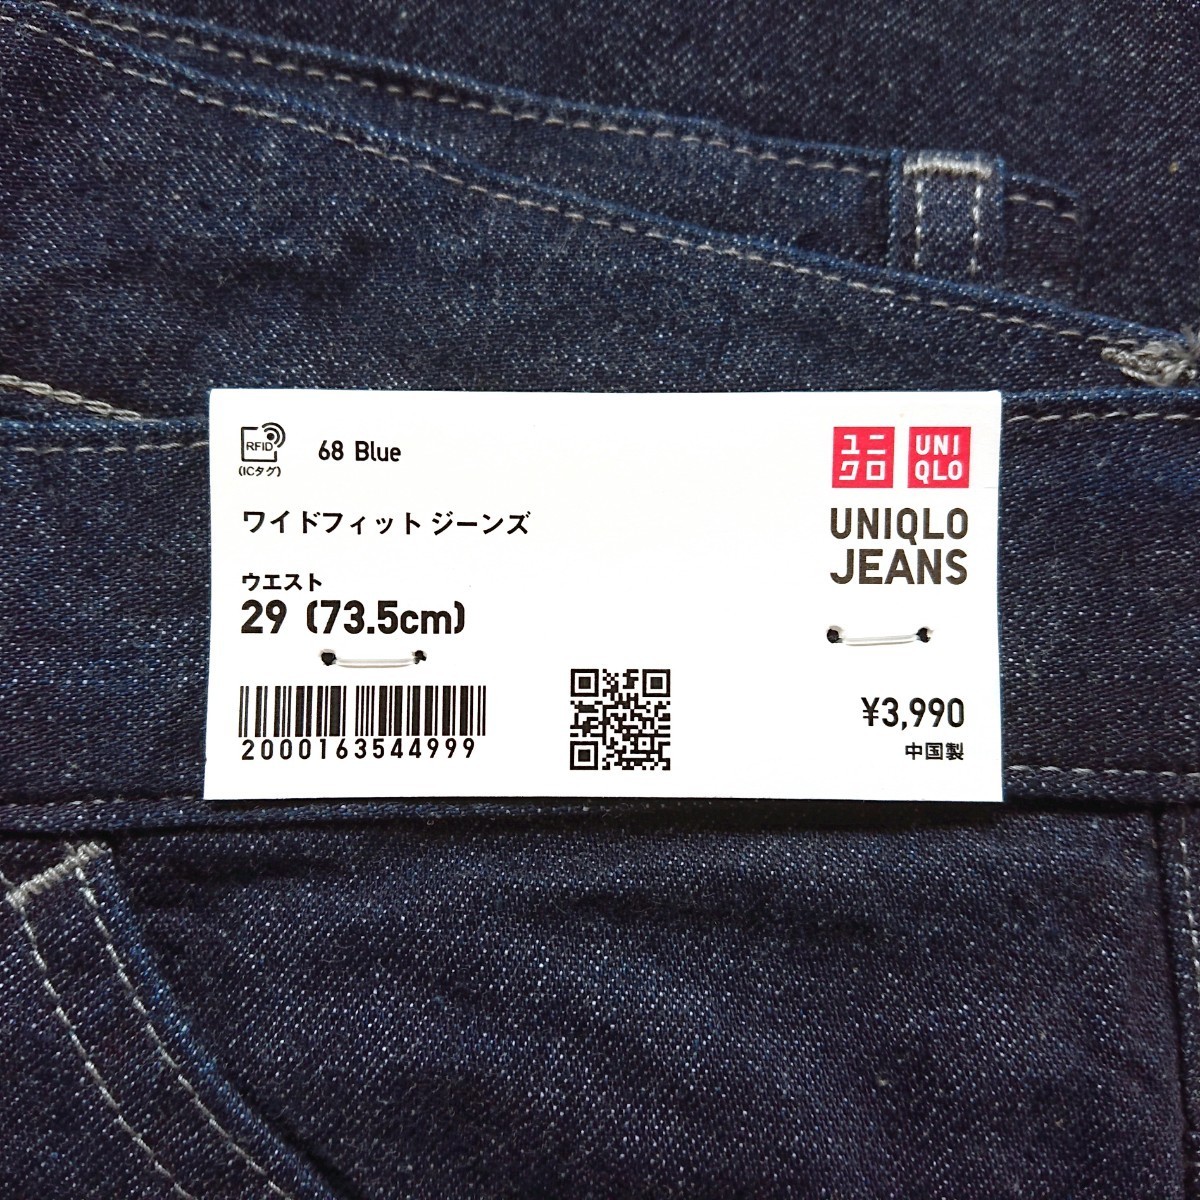 RFID
(ICタグ)
68 Blue
ユニ
クロ
UNI
QLO
ワイドフィット ジーンズ
UNIQLO
JEANS
ウエスト
29 (73.5cm)
2000163544999
¥3,990
中国製